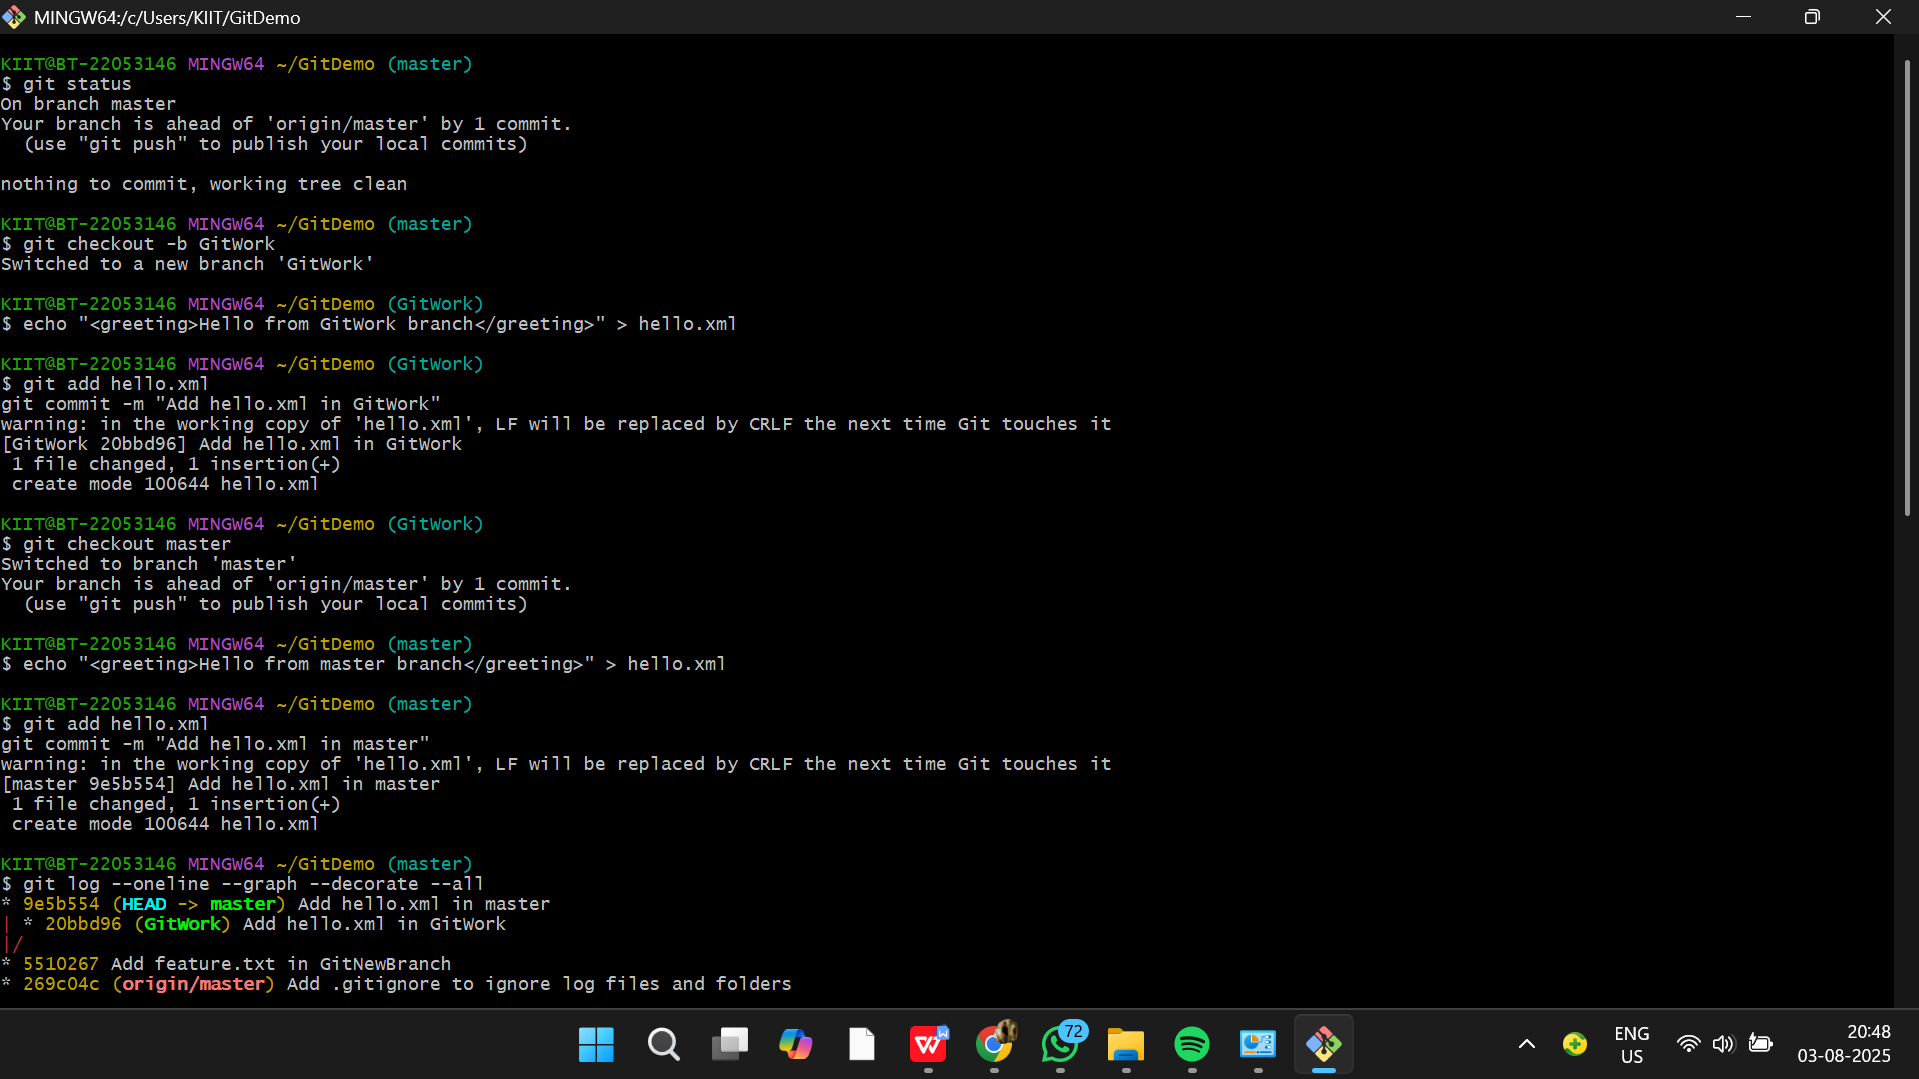 MINGW64:/c/Users/KIIT/GitDemo
KIIT@BT-22053146 MINGW64 ~/GitDemo (master)
$ git status
On branch master
Your branch is ahead of 'origin/master' by 1 commit.
  (use "git push" to publish your local commits)
nothing to commit, working tree clean
KIIT@BT-22053146 MINGW64 ~/GitDemo (master)
$ git checkout -b GitWork
Switched to a new branch 'GitWork'
KIIT@BT-22053146 MINGW64 ~/GitDemo (GitWork)
$ echo "<greeting>Hello from GitWork branch</greeting>" > hello.xml
KIIT@BT-22053146 MINGW64 ~/GitDemo (GitWork)
$ git add hello.xml
git commit -m "Add hello.xml in GitWork"
warning: in the working copy of 'hello.xml', LF will be replaced by CRLF the next time Git touches it
[GitWork 20bbd96] Add hello.xml in GitWork
 1 file changed, 1 insertion(+)
 create mode 100644 hello.xml
KIIT@BT-22053146 MINGW64 ~/GitDemo (GitWork)
$ git checkout master
Switched to branch 'master'
Your branch is ahead of 'origin/master' by 1 commit.
  (use "git push" to publish your local commits)
KIIT@BT-22053146 MINGW64 ~/GitDemo (master)
$ echo "<greeting>Hello from master branch</greeting>" > hello.xml
KIIT@BT-22053146 MINGW64 ~/GitDemo (master)
$ git add hello.xml
git commit -m "Add hello.xml in master"
warning: in the working copy of 'hello.xml', LF will be replaced by CRLF the next time Git touches it
[master 9e5b554] Add hello.xml in master
 1 file changed, 1 insertion(+)
 create mode 100644 hello.xml
KIIT@BT-22053146 MINGW64 ~/GitDemo (master)
$ git log --oneline --graph --decorate --all
* 9e5b554 (HEAD -> master) Add hello.xml in master
| * 20bbd96 (GitWork) Add hello.xml in GitWork
|/
* 5510267 Add feature.txt in GitNewBranch
* 269c04c (origin/master) Add .gitignore to ignore log files and folders
72
ENG
US
20:48
03-08-2025